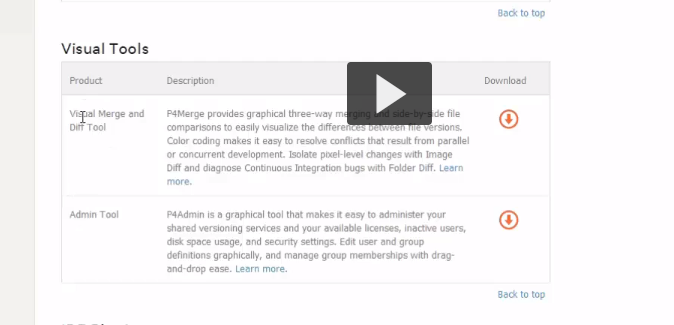 Back to top
Visual Tools
Product Description Download
Visual Merge and
Diff Tool
P4Merge provides graphical three-way merging and side-by-side file
comparisons to easily visualize the differences between file versions.
Color coding makes it easy to resolve conflicts that result from parallel
or concurrent development. Isolate pixel-level changes with Image
Diff and diagnose Continuous Integration bugs with Folder Diff. Learn
more.
Admin Tool
P4Admin is a graphical tool that makes it easy to administer your
shared versioning services and your available licenses, inactive users,
disk space usage, and security settings. Edit user and group
definitions graphically, and manage group memberships with drag-
and-drop ease. Learn more.
Back to top